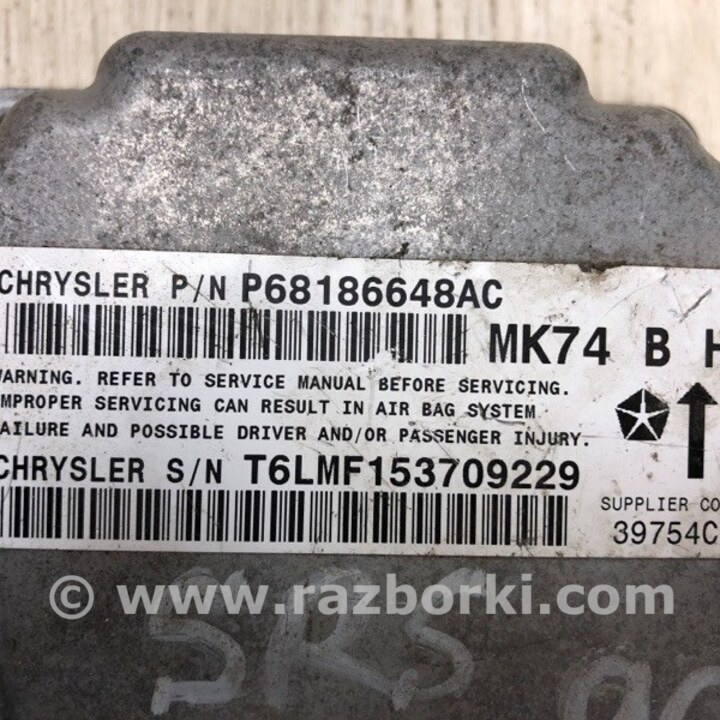 CHRYSLER P/N P68186648AC
MK74 B H
WARNING. REFER TO SERVICE MANUAL BEFORE SERVICING.
IMPROPER SERVICING CAN RESULT IN AIR BAG SYSTEM
FAILURE AND POSSIBLE DRIVER AND/OR PASSENGER INJURY.
CHRYSLER S/N T6LMF153709229
SUPPLIER CO
39754C
© www.razborki.com
SRS